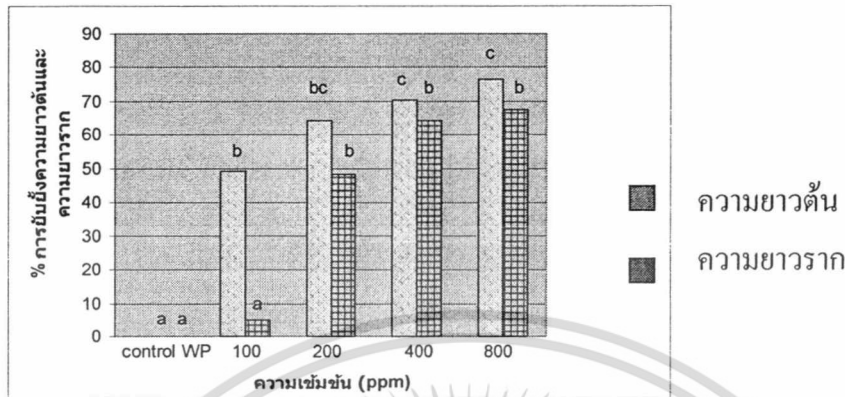 % การยับยั้งความยาวต้นและ
ความยาวราก
90
80
70
60
50
40
30
20
10
0
a a
b
a
bc
b
c
b
c
b
control WP 100 200 400 800
ความเข้มข้น (ppm)
ความยาวต้น
ความยาวราก